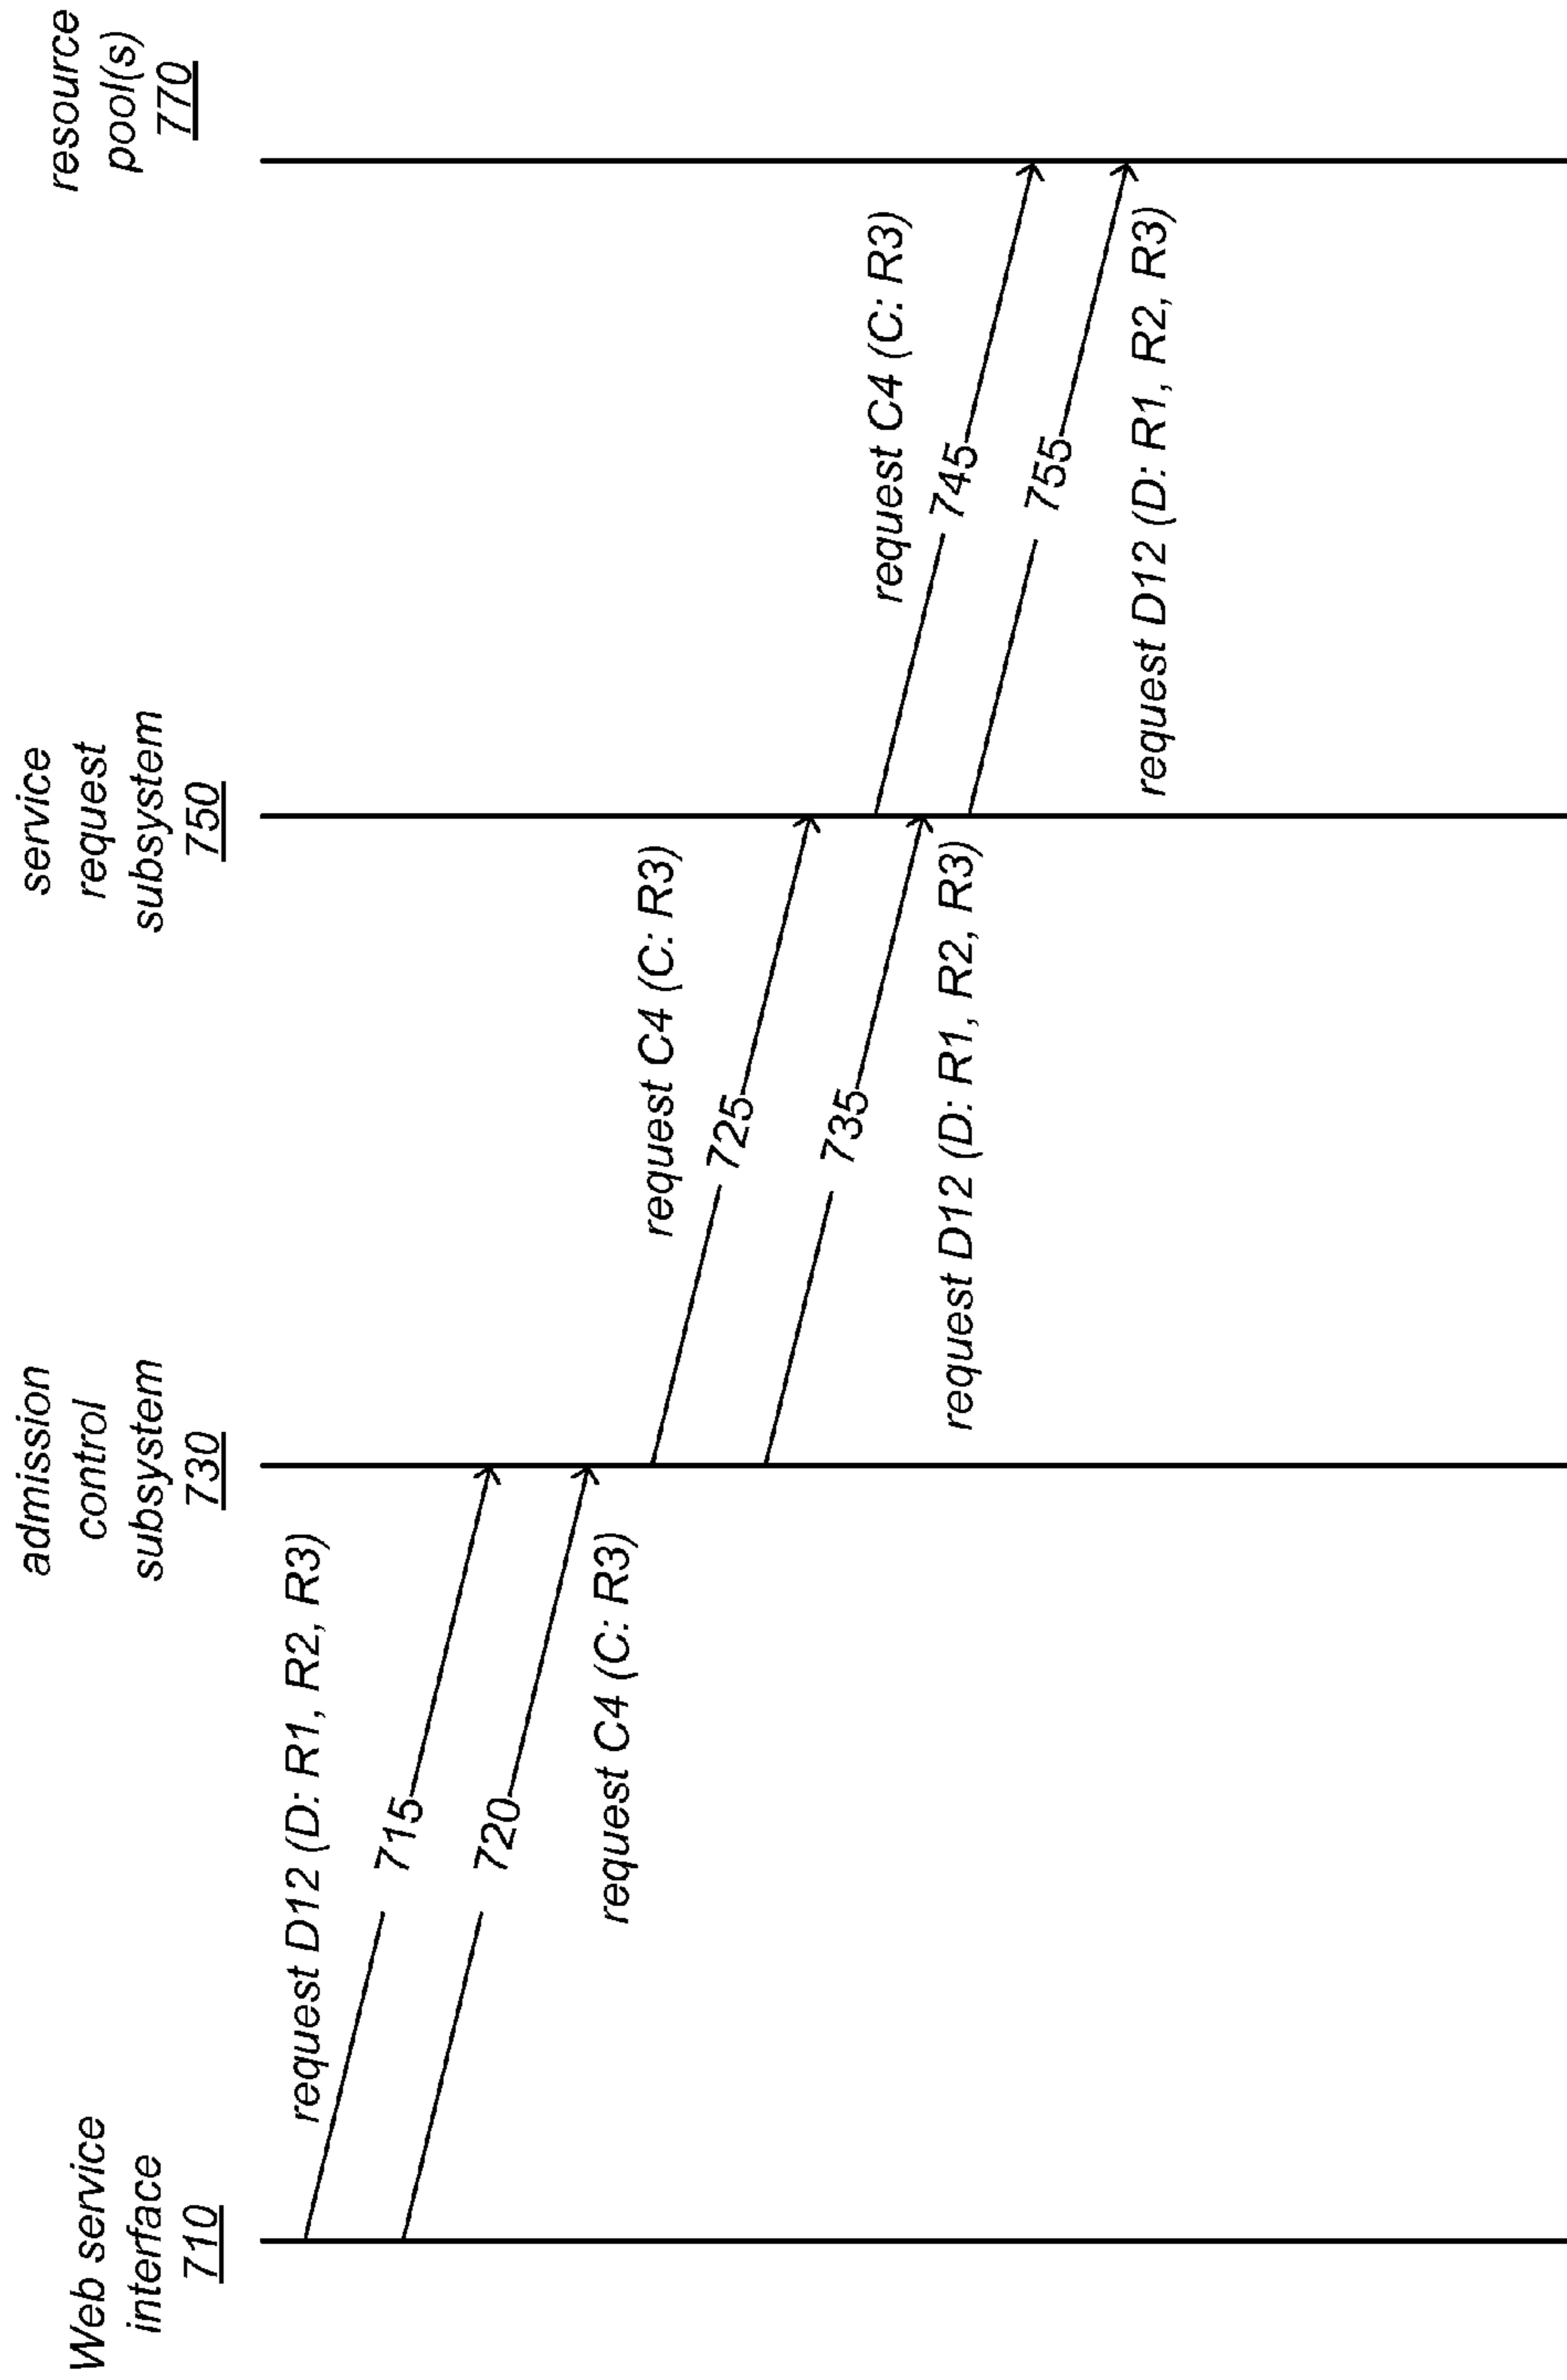 Web service
interface
710
admission
control
subsystem
730
service
request
subsystem
750
resource
pool(s)
770
request D12 (D: R1, R2, R3)
715
720
request C4 (C: R3)
request C4 (C: R3)
725
735
request D12 (D: R1, R2, R3)
request C4 (C: R3)
745
755
request D12 (D: R1, R2, R3)